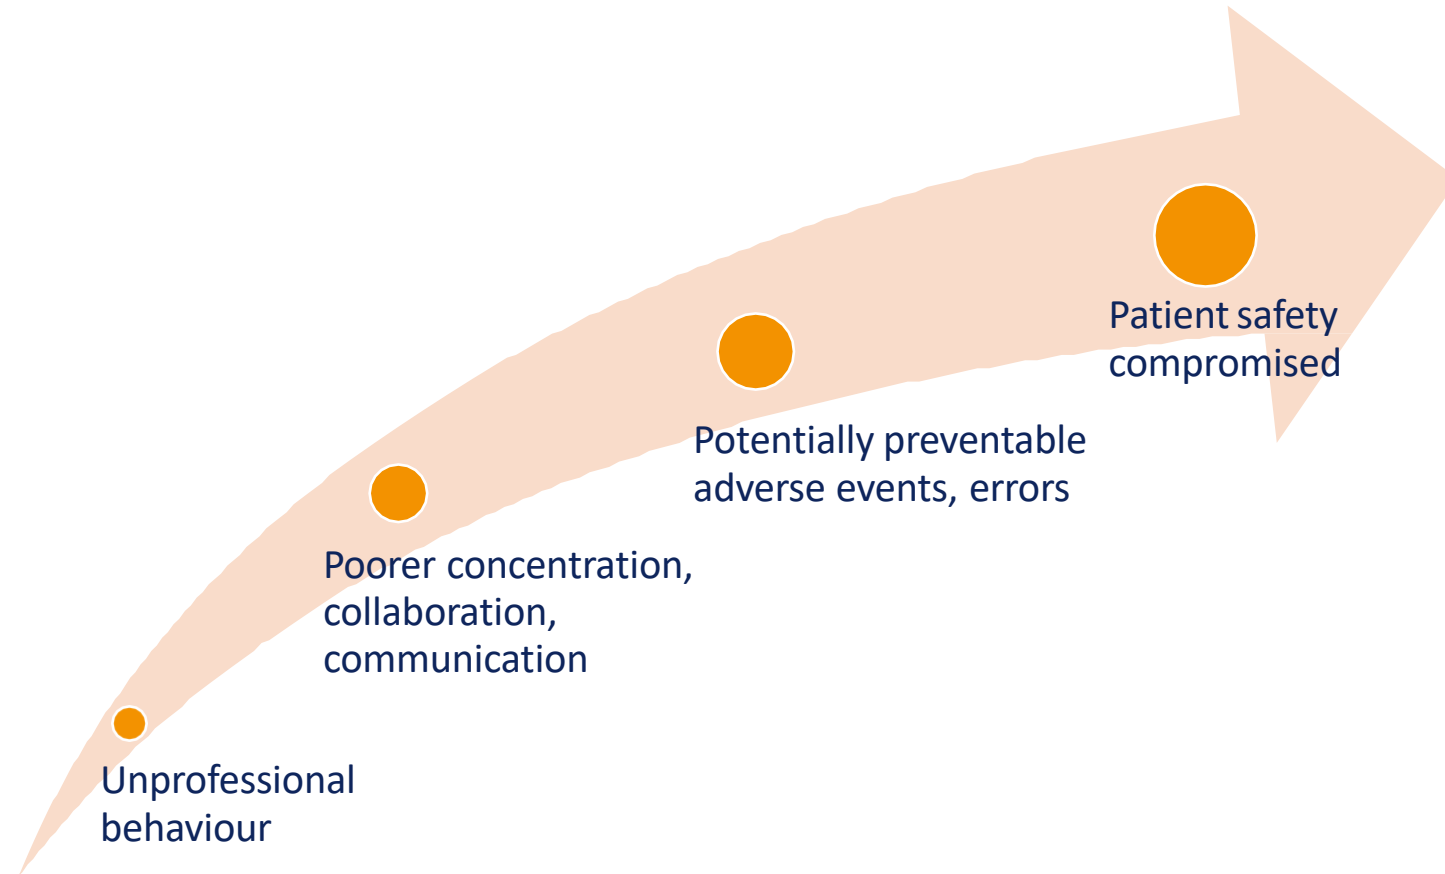 Patient safety
compromised
Potentially preventable
adverse events, errors
Poorer concentration,
collaboration,
communication
Unprofessional
behaviour